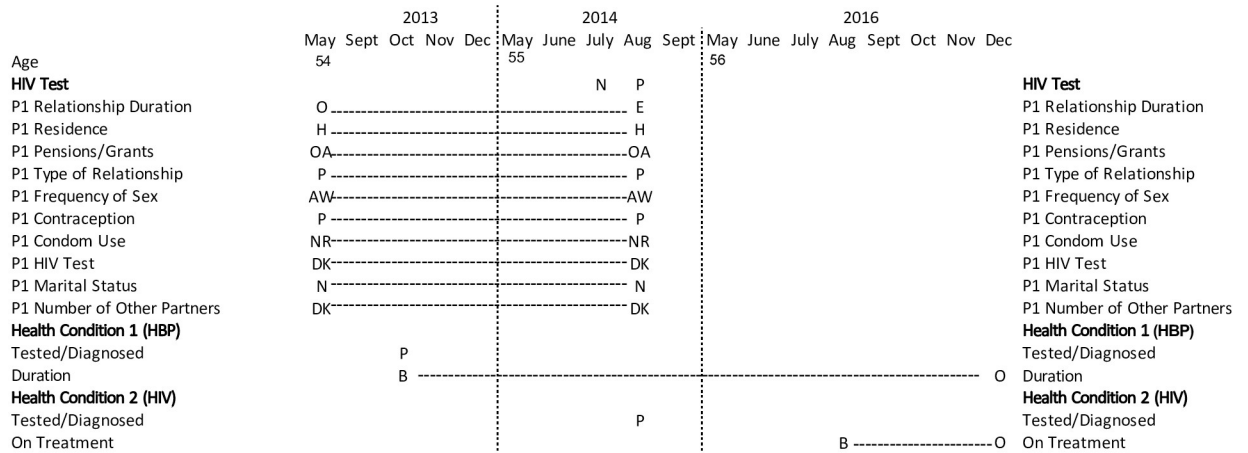 2013 2014 2016
May Sept Oct Nov Dec May June July Aug Sept May June July Aug Sept Oct Nov Dec
Age 54 55 56
HIV Test N P HIV Test
P1 Relationship Duration O E P1 Relationship Duration
P1 Residence H H P1 Residence
P1 Pensions/Grants OA OA P1 Pensions/Grants
P1 Type of Relationship P P P1 Type of Relationship
P1 Frequency of Sex AW AW P1 Frequency of Sex
P1 Contraception P P P1 Contraception
P1 Condom Use NR NR P1 Condom Use
P1 HIV Test DK DK P1 HIV Test
P1 Marital Status N N P1 Marital Status
P1 Number of Other Partners DK DK P1 Number of Other Partners
Health Condition 1 (HBP) Health Condition 1 (HBP)
Tested/Diagnosed P Tested/Diagnosed
Duration B O Duration
Health Condition 2 (HIV) Health Condition 2 (HIV)
Tested/Diagnosed P Tested/Diagnosed
On Treatment B O On Treatment